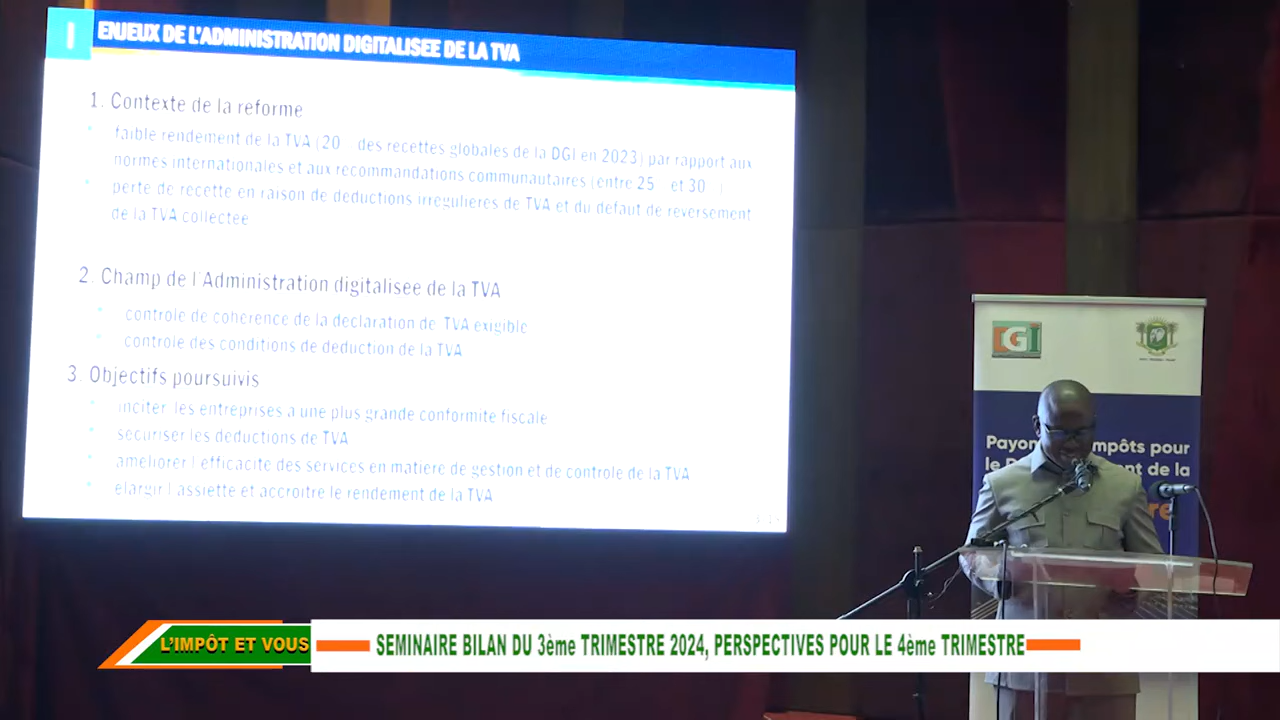 I
ENJEUX DE L'ADMINISTRATION DIGITALISEE DE LA TVA
1. Contexte de la reforme
faible rendement de la TVA (20 des recettes globales de la DGI en 2023) par rapport aux
normes internationales et aux recommandations communautaires (entre 25 et 30 )
perte de recette en raison de deductions irregulieres de TVA et du defaut de reversement
de la TVA collectee
2. Champ de l'Administration digitalisee de la TVA
controle de coherence de la declaration de TVA exigible
controle des conditions de deduction de la TVA
3. Objectifs poursuivis
inciter les entreprises a une plus grande conformite fiscale
securiser les deductions de TVA
ameliorer l'efficacite des services en matiere de gestion et de controle de la TVA
elargir l'assiette et accroitre le rendement de la TVA
DGI
Payon mpôts pour
le D nt de la
re
L'IMPÔT ET VOUS
SEMINAIRE BILAN DU 3ème TRIMESTRE 2024, PERSPECTIVES POUR LE 4ème TRIMESTRE